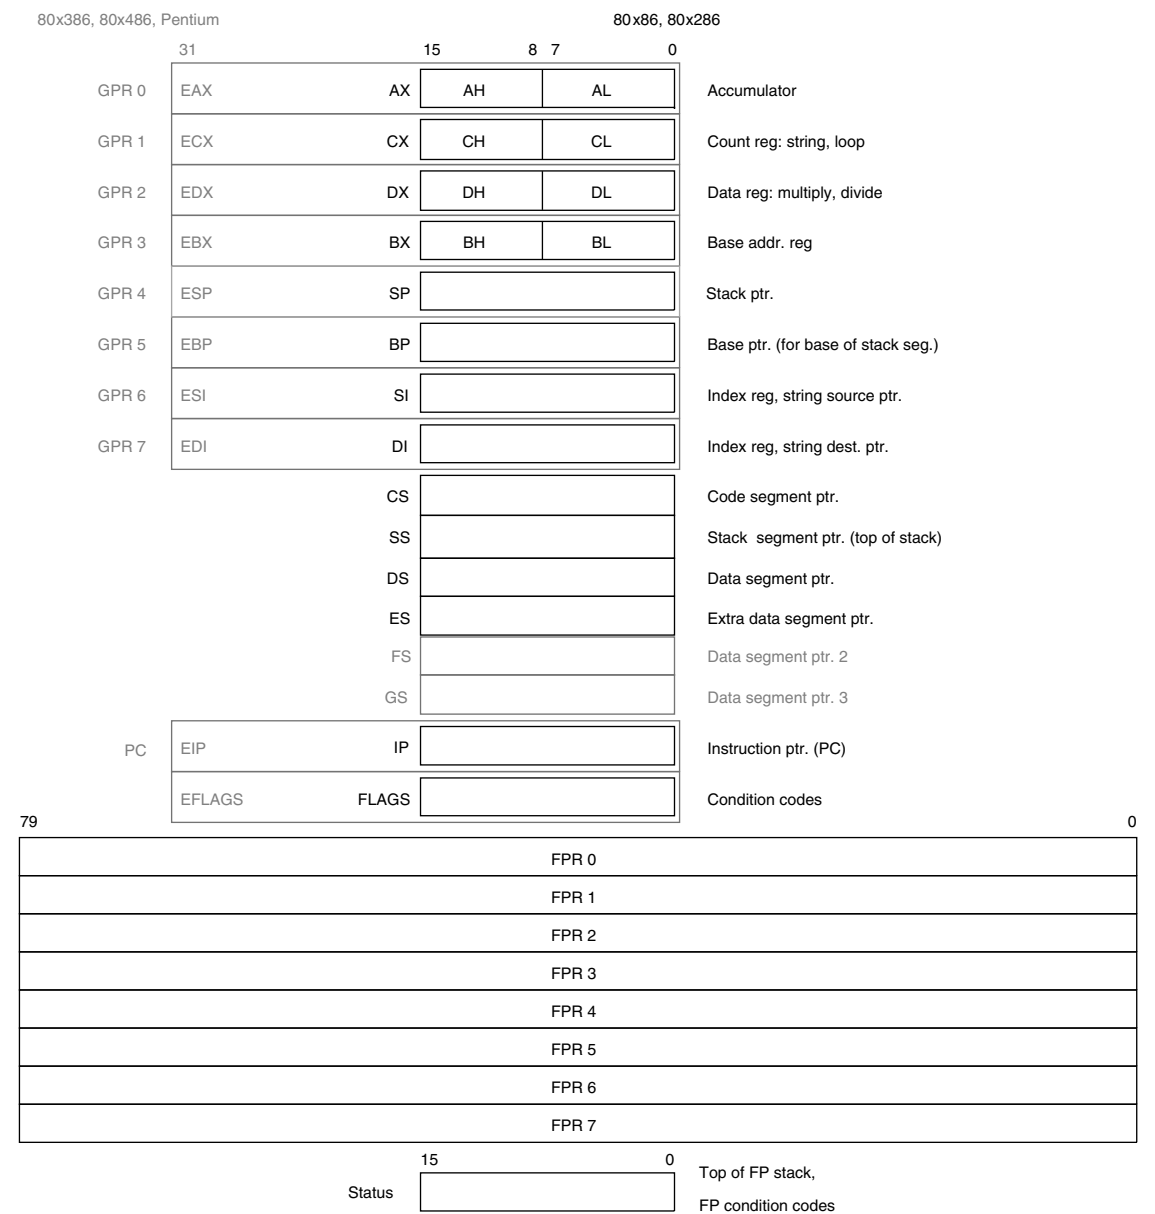 80x386, 80x486, Pentium 80x86, 80x286
31 15 8 7 0
GPR 0 EAX AX AH AL Accumulator
GPR 1 ECX CX CH CL Count reg: string, loop
GPR 2 EDX DX DH DL Data reg: multiply, divide
GPR 3 EBX BX BH BL Base addr. reg
GPR 4 ESP SP Stack ptr.
GPR 5 EBP BP Base ptr. (for base of stack seg.)
GPR 6 ESI SI Index reg, string source ptr.
GPR 7 EDI DI Index reg, string dest. ptr.
CS Code segment ptr.
SS Stack segment ptr. (top of stack)
DS Data segment ptr.
ES Extra data segment ptr.
FS Data segment ptr. 2
GS Data segment ptr. 3
PC EIP IP Instruction ptr. (PC)
EFLAGS FLAGS Condition codes
79 0
FPR 0
FPR 1
FPR 2
FPR 3
FPR 4
FPR 5
FPR 6
FPR 7
15 0
Status Top of FP stack,
FP condition codes